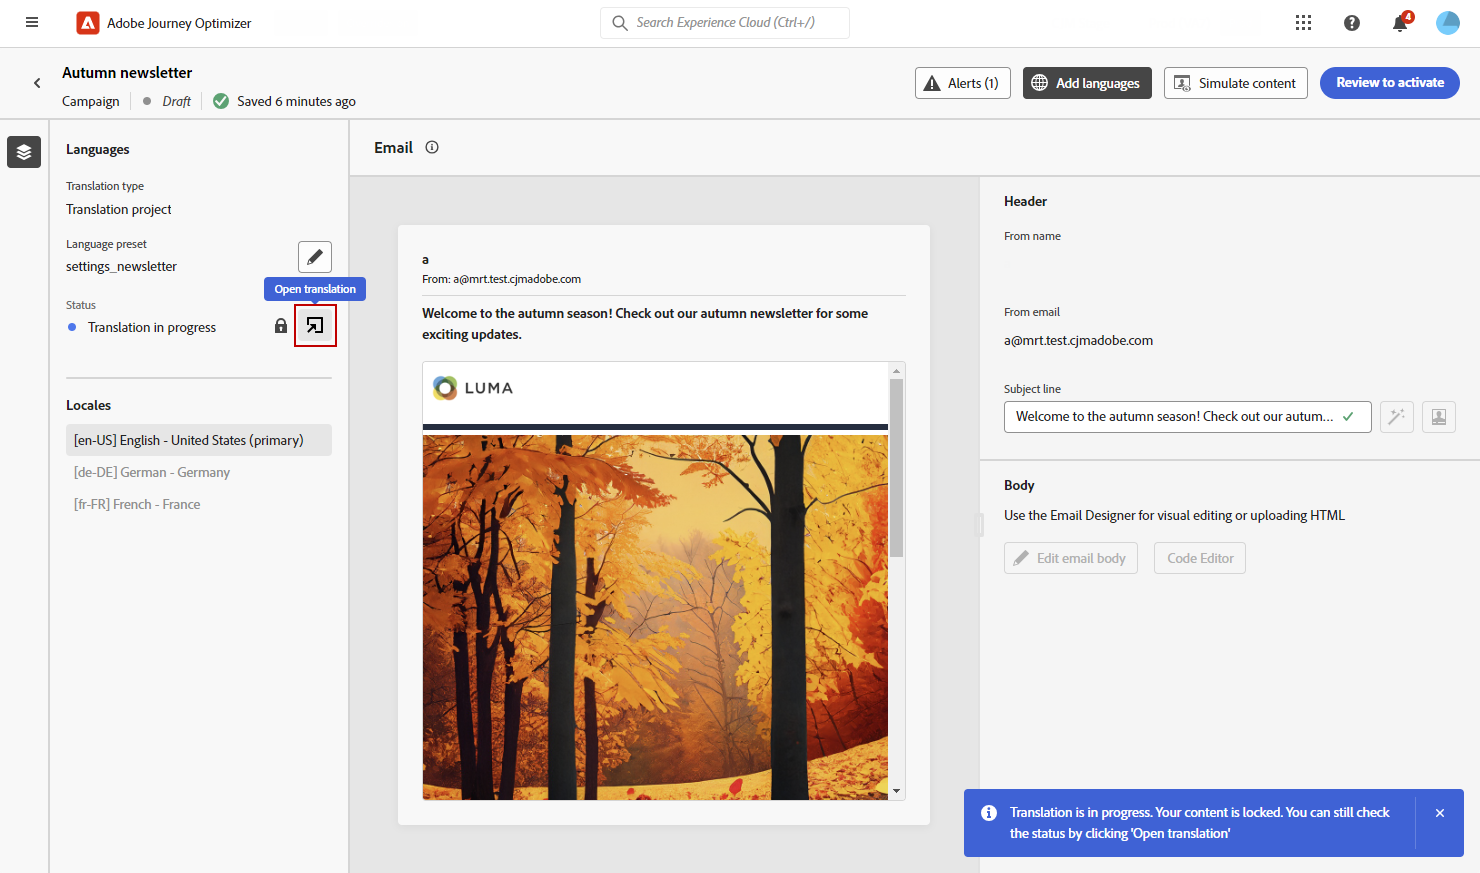 Adobe Journey Optimizer
Search Experience Cloud (Ctrl+/)
4
Autumn newsletter
Campaign
Draft
Saved 6 minutes ago
Alerts (1)
Add languages
Simulate content
Review to activate
Languages
Translation type
Translation project
Language preset
settings_newsletter
Open translation
Status
Translation in progress
Locales
[en-US] English - United States (primary)
[de-DE] German - Germany
[fr-FR] French - France
Email
a
From: a@mrt.test.cjmadobe.com
Welcome to the autumn season! Check out our autumn newsletter for some
exciting updates.
LUMA
Header
From name
From email
a@mrt.test.cjmadobe.com
Subject line
Welcome to the autumn season! Check out our autum...
Body
Use the Email Designer for visual editing or uploading HTML
Edit email body
Code Editor
Translation is in progress. Your content is locked. You can still check
the status by clicking 'Open translation'